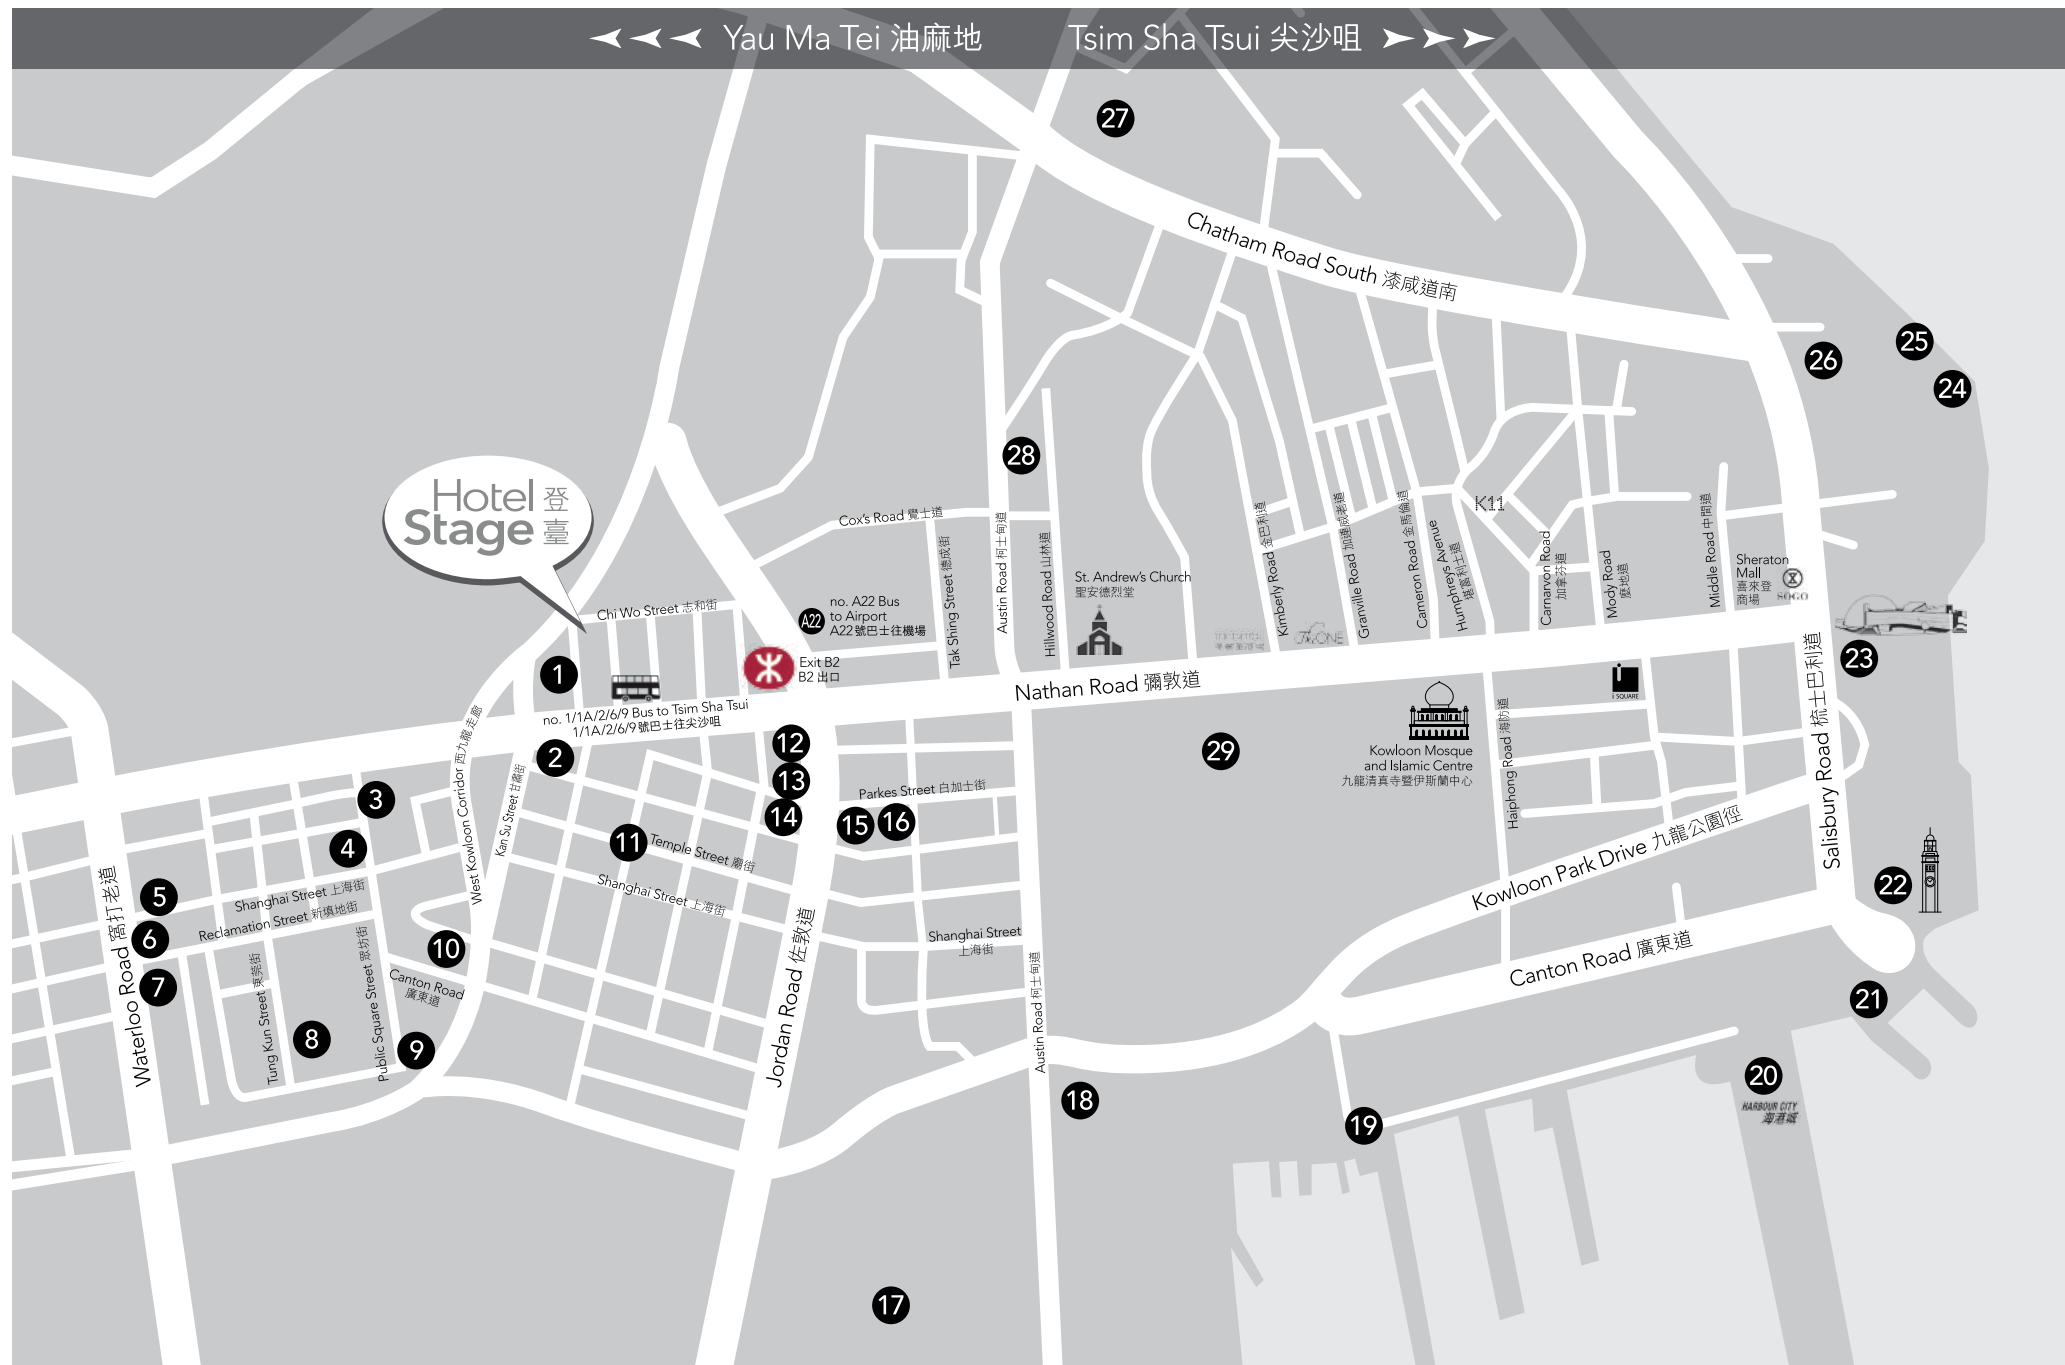 Yau Ma Tei 油麻地
Tsim Sha Tsui 尖沙咀
27
Chatham Road South 漆咸道南
25
26
24
28
Hotel 登
Stage 臺
K11
Cox's Road 覺士道
Austin Road 柯士甸道
Hillwood Road 山林道
Tak Shing Street 德成街
St. Andrew's Church
聖安德烈堂
Kimberly Road 金巴利道
Granville Road 加連威老道
Cameron Road 金馬倫道
Humphreys Avenue
堪富利士道
Carnarvon Road
加拿芬道
Mody Road
麼地道
Middle Road 中間道
Sheraton
Mall
喜來登
商場
SOGO
Chi Wo Street 志和街
A22
no. A22 Bus
to Airport
A22號巴士往機場
Exit B2
B2 出口
1
no. 1/1A/2/6/9 Bus to Tsim Sha Tsui
1/1A/2/6/9號巴士往尖沙咀
Nathan Road 彌敦道
i SQUARE
23
Salisbury Road 梳士巴利道
Kowloon Mosque
and Islamic Centre
九龍清真寺暨伊斯蘭中心
Haiphong Road 海防道
29
12
2
13
3
14
15
16
Parkes Street 白加士街
West Kowloon Corridor 西九龍走廊
Kan Su Street 甘肅街
11
Temple Street 廟街
4
Shanghai Street 上海街
Kowloon Park Drive 九龍公園徑
22
5
Shanghai Street 上海街
Reclamation Street 新填地街
6
Waterloo Road 窩打老道
7
10
Canton Road
廣東道
Shanghai Street
上海街
Canton Road 廣東道
Jordan Road 佐敦道
Austin Road 柯士甸道
21
Tung Kun Street 東莞街
Public Square Street 眾坊街
8
9
20
HARBOUR CITY
海港城
18
19
17